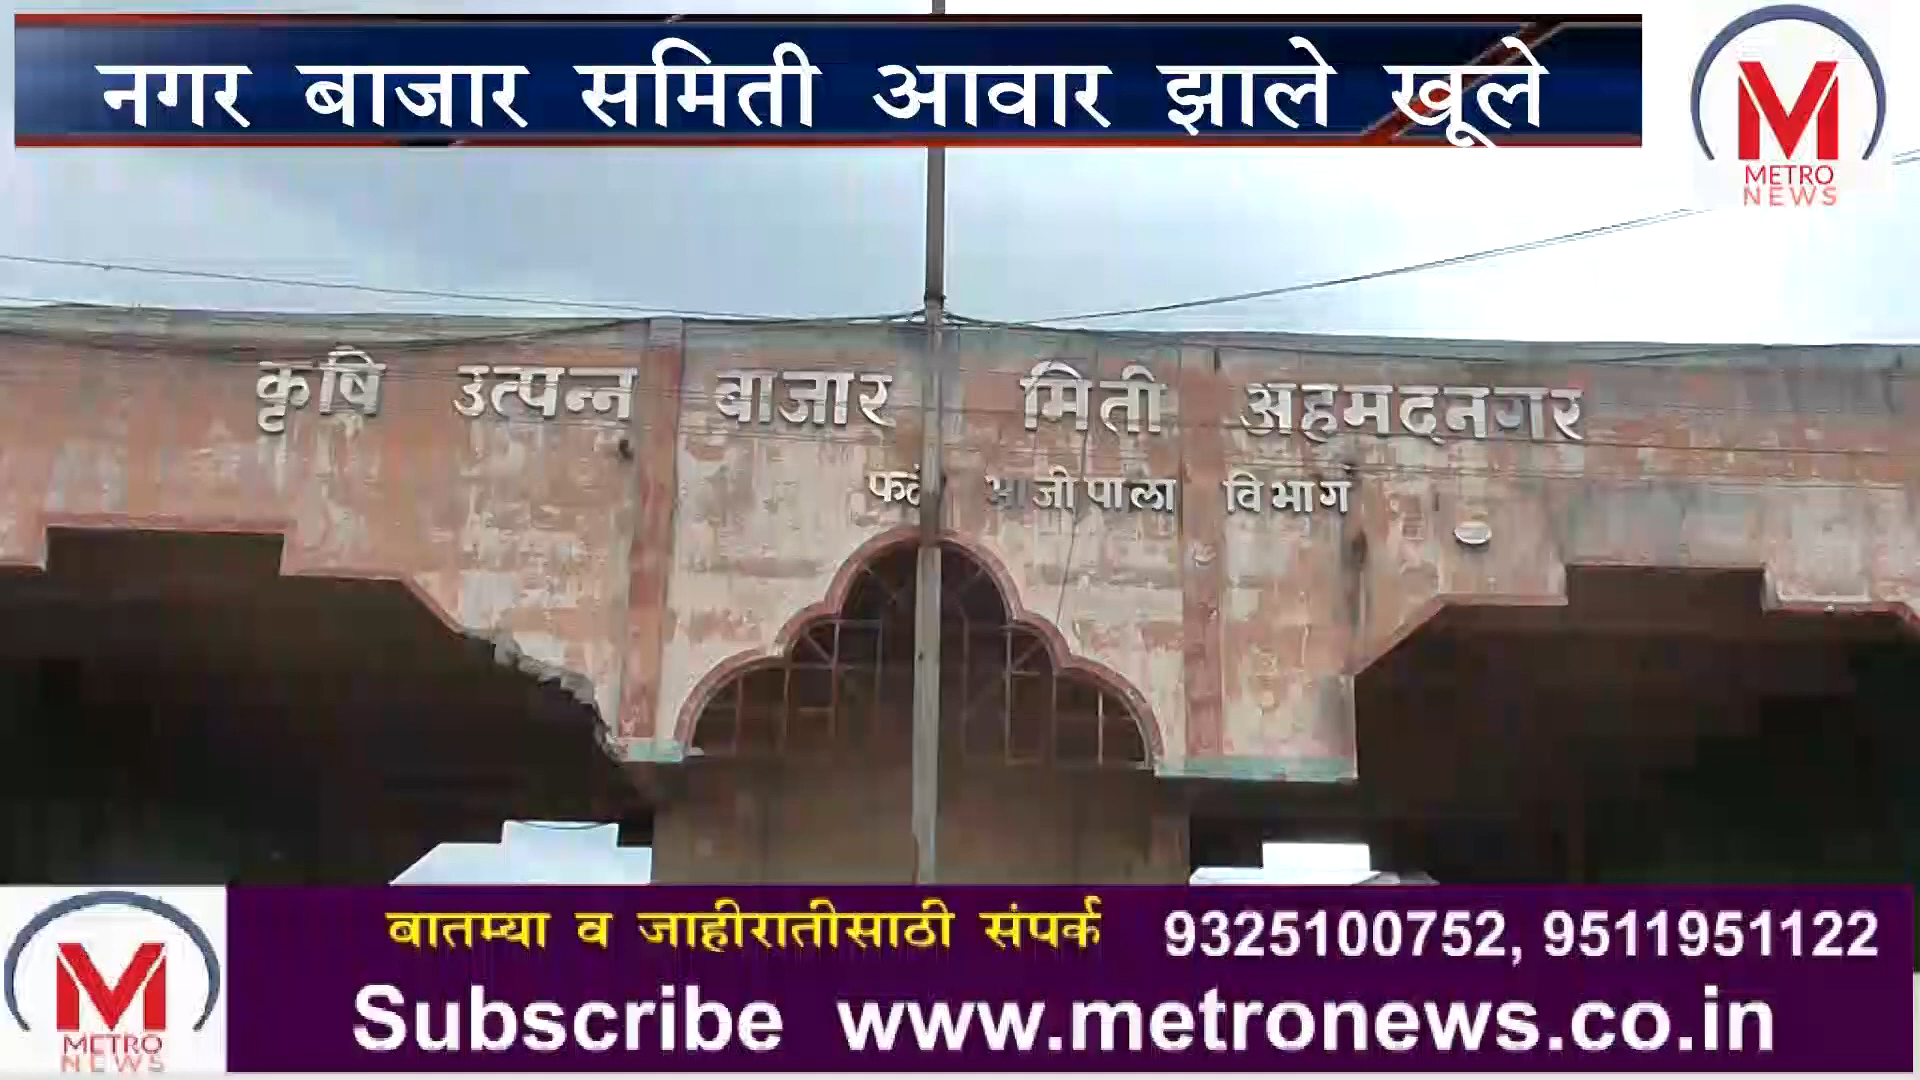 नगर बाजार समिती आवार झाले खूले
METRO
NEWS
कृषि उत्पन्न बाजार मिती अहमदनगर
भाजीपाला विभाग
बातम्या व जाहीरातीसाठी संपर्क 9325100752, 9511951122
Subscribe www.metronews.co.in
METRO
NEWS